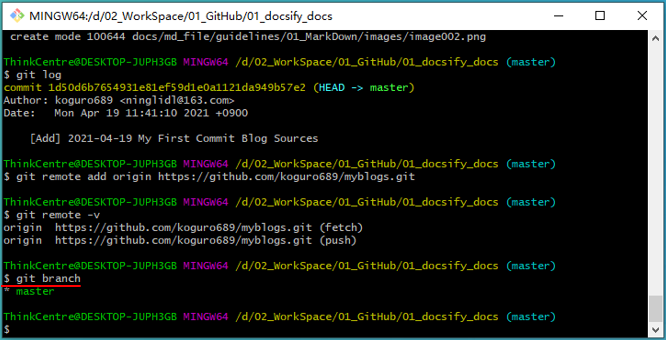 MINGW64:/d/02_WorkSpace/01_GitHub/01_docsify_docs
create mode 100644 docs/md_file/guidelines/01_MarkDown/images/image002.png
ThinkCentre@DESKTOP-JUPH3GB MINGW64 /d/02_WorkSpace/01_GitHub/01_docsify_docs (master)
$ git log
commit 1d50d6b7654931e81ef59d1e0a1121da949b57e2 (HEAD -> master)
Author: koguro689 <ninglidl@163.com>
Date:   Mon Apr 19 11:41:10 2021 +0900
[Add] 2021-04-19 My First Commit Blog Sources
ThinkCentre@DESKTOP-JUPH3GB MINGW64 /d/02_WorkSpace/01_GitHub/01_docsify_docs (master)
$ git remote add origin https://github.com/koguro689/myblogs.git
ThinkCentre@DESKTOP-JUPH3GB MINGW64 /d/02_WorkSpace/01_GitHub/01_docsify_docs (master)
$ git remote -v
origin  https://github.com/koguro689/myblogs.git (fetch)
origin  https://github.com/koguro689/myblogs.git (push)
ThinkCentre@DESKTOP-JUPH3GB MINGW64 /d/02_WorkSpace/01_GitHub/01_docsify_docs (master)
$ git branch
* master
ThinkCentre@DESKTOP-JUPH3GB MINGW64 /d/02_WorkSpace/01_GitHub/01_docsify_docs (master)
$